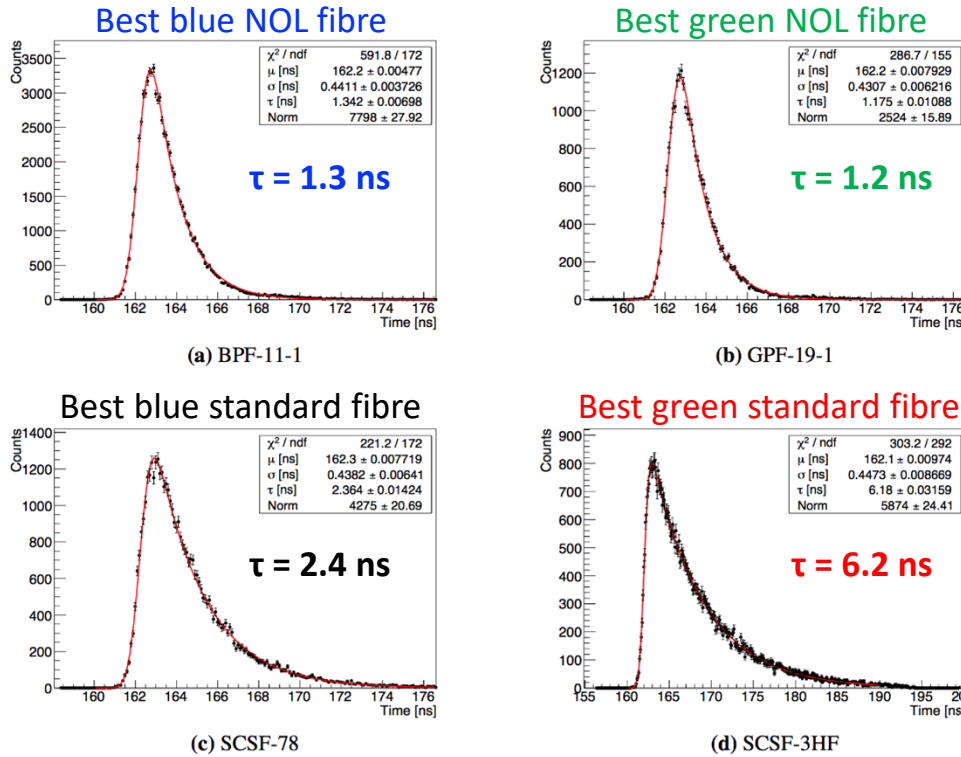 Best blue NOL fibre
Counts
χ² / ndf 591.8 / 172
μ [ns] 162.2 ± 0.00477
σ [ns] 0.4411 ± 0.003726
τ [ns] 1.342 ± 0.00698
Norm 7798 ± 27.92
3500
3000
2500
2000
1500
1000
500
0
τ = 1.3 ns
160 162 164 166 168 170 172 174 176
Time [ns]
(a) BPF-11-1
Best green NOL fibre
Counts
χ² / ndf 286.7 / 155
μ [ns] 162.2 ± 0.007929
σ [ns] 0.4307 ± 0.006216
τ [ns] 1.175 ± 0.01088
Norm 2524 ± 15.89
1200
1000
800
600
400
200
0
τ = 1.2 ns
160 162 164 166 168 170 172 174 176
Time [ns]
(b) GPF-19-1
Best blue standard fibre
Counts
χ² / ndf 221.2 / 172
μ [ns] 162.3 ± 0.007719
σ [ns] 0.4382 ± 0.00641
τ [ns] 2.364 ± 0.01424
Norm 4275 ± 20.69
1400
1200
1000
800
600
400
200
0
τ = 2.4 ns
160 162 164 166 168 170 172 174 176
Time [ns]
(c) SCSF-78
Best green standard fibre
Counts
χ² / ndf 303.2 / 292
μ [ns] 162.1 ± 0.00974
σ [ns] 0.4473 ± 0.008669
τ [ns] 6.18 ± 0.03159
Norm 5874 ± 24.41
900
800
700
600
500
400
300
200
100
0
τ = 6.2 ns
155 160 165 170 175 180 185 190 195
Time [ns]
(d) SCSF-3HF